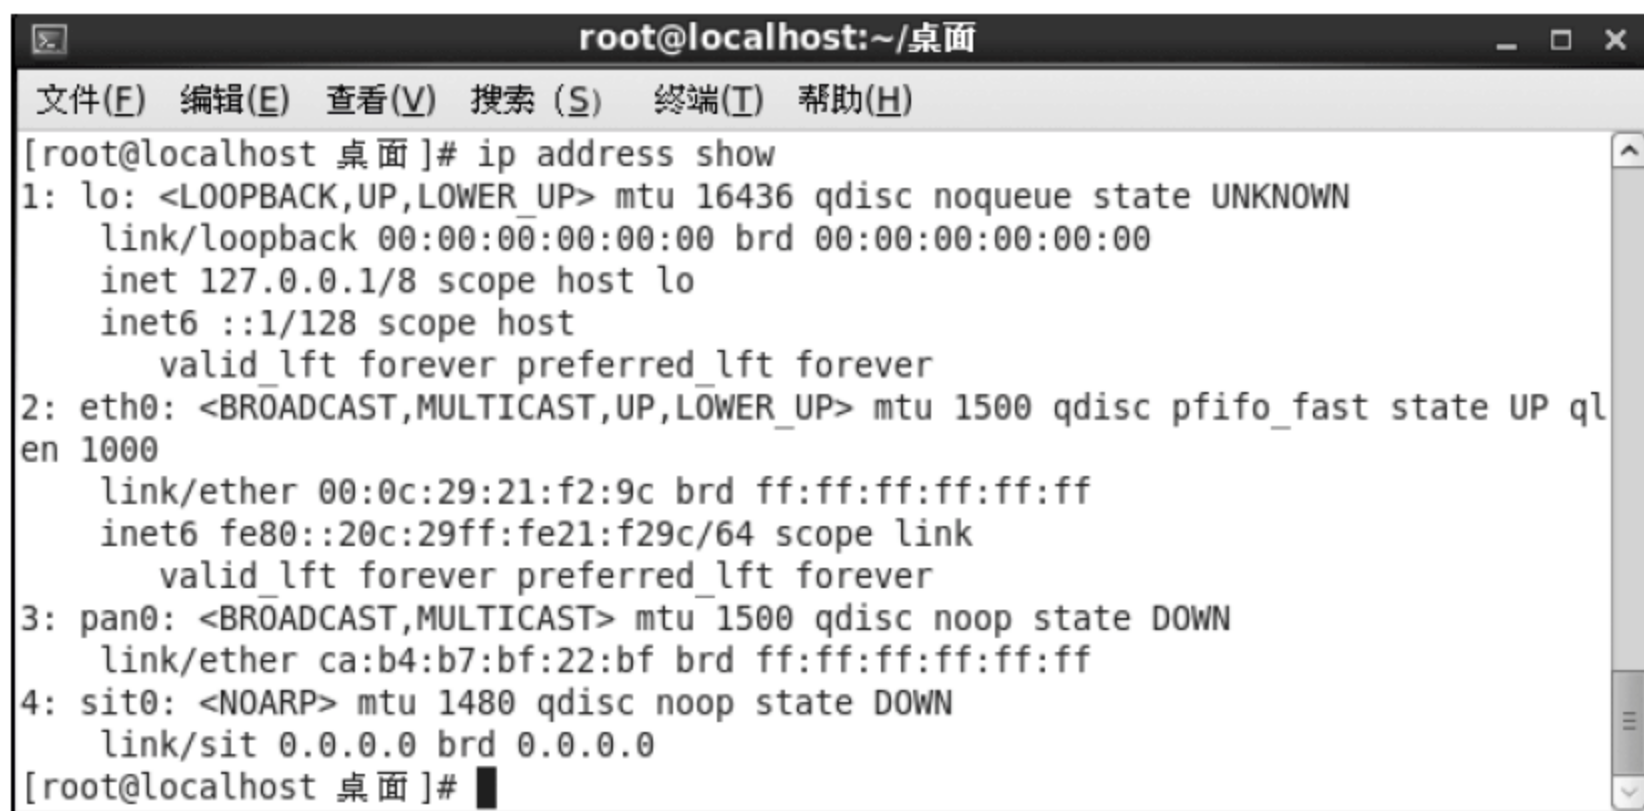 root@localhost:~/桌面
文件(F) 编辑(E) 查看(V) 搜索 (S) 终端(T) 帮助(H)
[root@localhost 桌面]# ip address show
1: lo: <LOOPBACK,UP,LOWER_UP> mtu 16436 qdisc noqueue state UNKNOWN
    link/loopback 00:00:00:00:00:00 brd 00:00:00:00:00:00
    inet 127.0.0.1/8 scope host lo
    inet6 ::1/128 scope host
       valid_lft forever preferred_lft forever
2: eth0: <BROADCAST,MULTICAST,UP,LOWER_UP> mtu 1500 qdisc pfifo_fast state UP ql
en 1000
    link/ether 00:0c:29:21:f2:9c brd ff:ff:ff:ff:ff:ff
    inet6 fe80::20c:29ff:fe21:f29c/64 scope link
       valid_lft forever preferred_lft forever
3: pan0: <BROADCAST,MULTICAST> mtu 1500 qdisc noop state DOWN
    link/ether ca:b4:b7:bf:22:bf brd ff:ff:ff:ff:ff:ff
4: sit0: <NOARP> mtu 1480 qdisc noop state DOWN
    link/sit 0.0.0.0 brd 0.0.0.0
[root@localhost 桌面]#